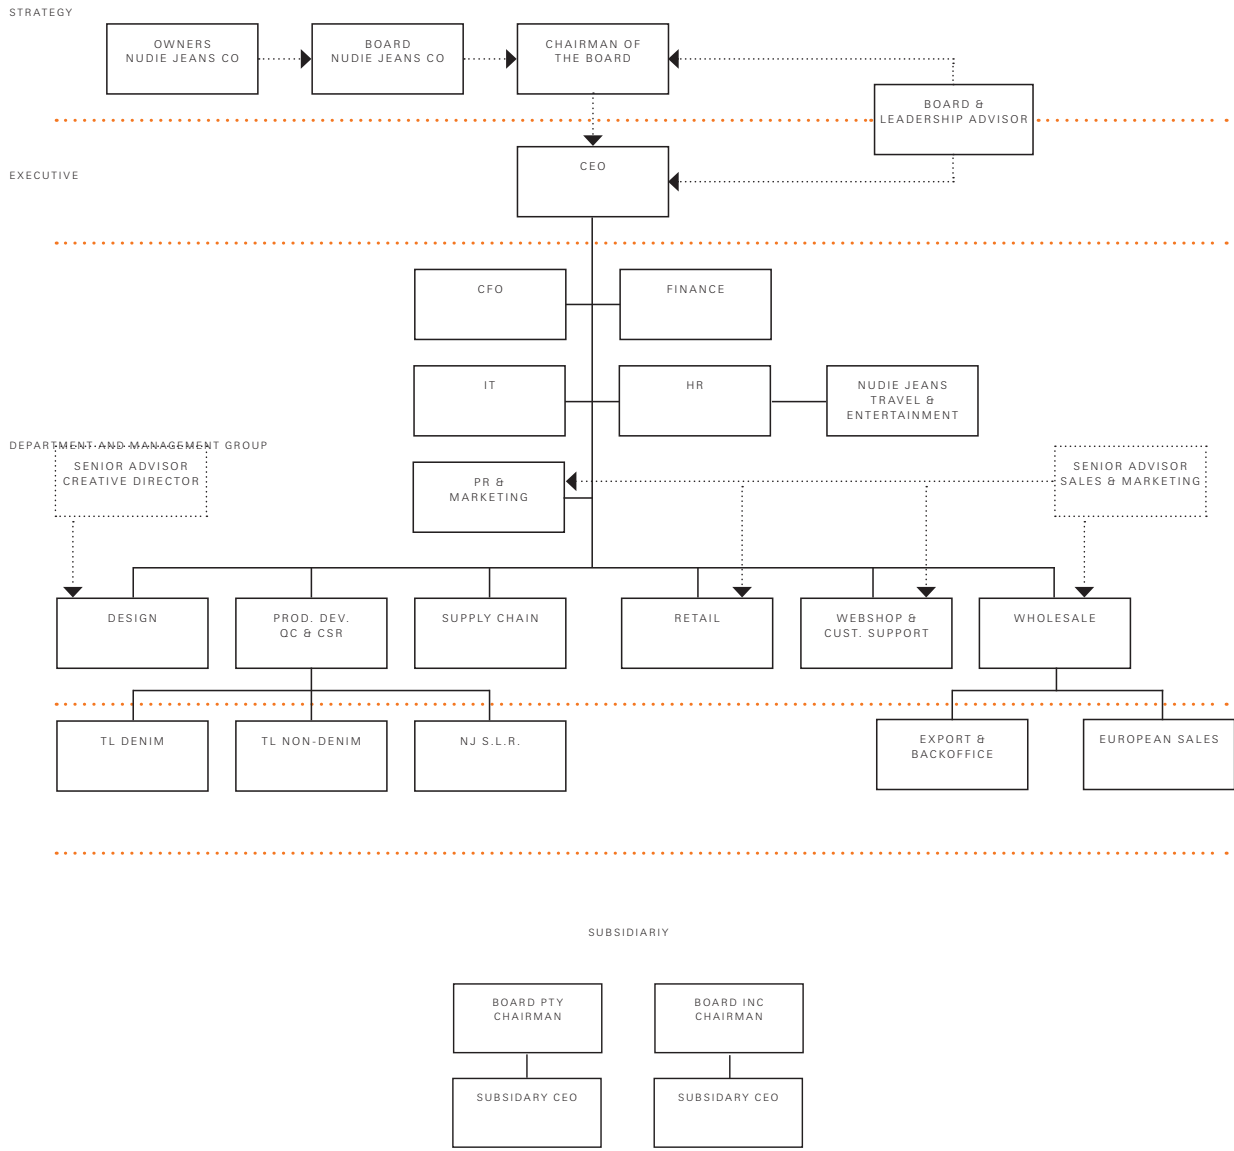 STRATEGY
OWNERS
NUDIE JEANS CO
BOARD
NUDIE JEANS CO
CHAIRMAN OF
THE BOARD
BOARD &
LEADERSHIP ADVISOR
EXECUTIVE
CEO
CFO
FINANCE
IT
HR
NUDIE JEANS
TRAVEL &
ENTERTAINMENT
DEPARTMENT AND MANAGEMENT GROUP
SENIOR ADVISOR
CREATIVE DIRECTOR
PR &
MARKETING
SENIOR ADVISOR
SALES & MARKETING
DESIGN
PROD. DEV.
QC & CSR
SUPPLY CHAIN
RETAIL
WEBSHOP &
CUST. SUPPORT
WHOLESALE
TL DENIM
TL NON-DENIM
NJ S.L.R.
EXPORT &
BACKOFFICE
EUROPEAN SALES
SUBSIDIARIY
BOARD PTY
CHAIRMAN
BOARD INC
CHAIRMAN
SUBSIDARY CEO
SUBSIDARY CEO